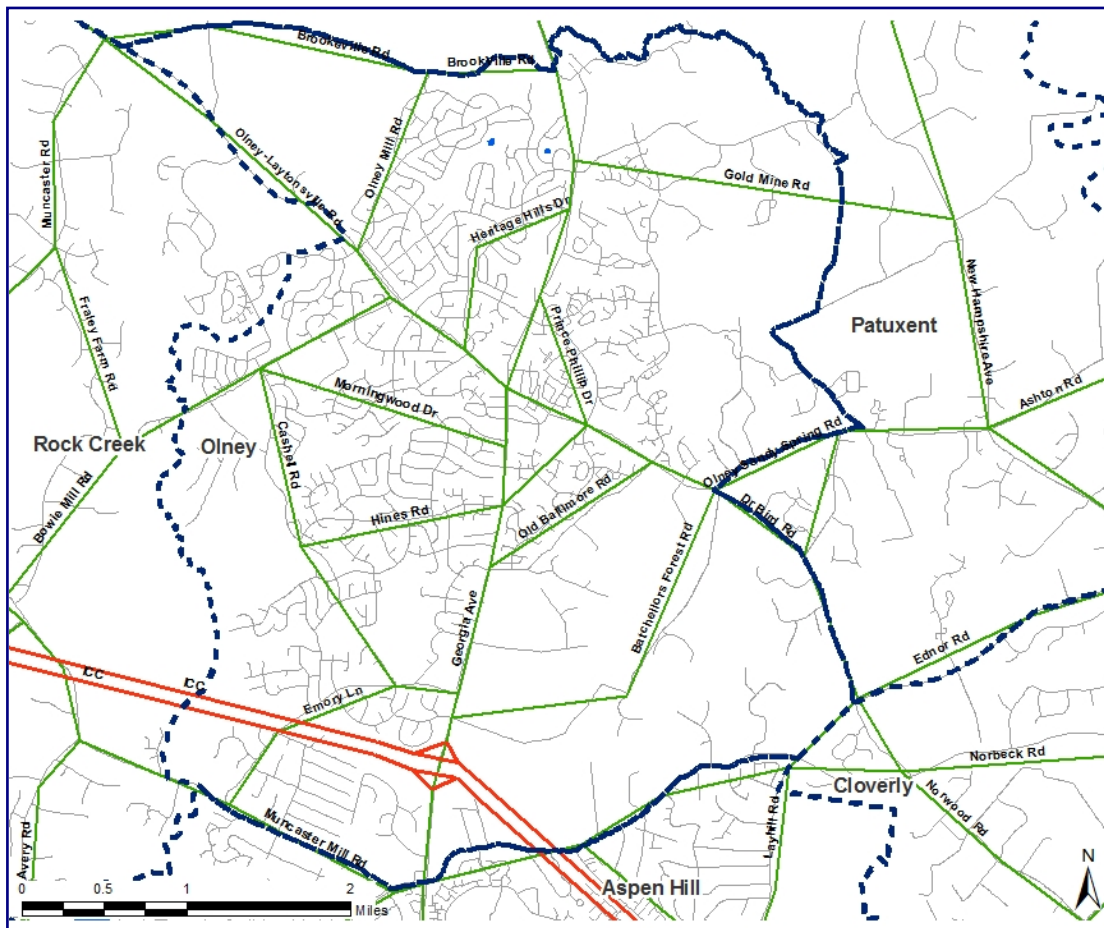 Brookeville Rd
Brookville Rd
Muncaster Rd
Olney-Laytonsville Rd
Olney Mill Rd
Gold Mine Rd
Heritage Hills Dr
New Hampshire Ave
Fraley Farm Rd
Prince Phillip Dr
Patuxent
Ashton Rd
Morningwood Dr
Rock Creek
Olney
Cashel Rd
Olney Sandy Spring Rd
Bowie Mill Rd
Hines Rd
Old Baltimore Rd
Dr Bird Rd
Batchellors Forest Rd
Georgia Ave
Ednor Rd
ICC
ICC
Emory Ln
Norbeck Rd
Cloverly
Norwood Rd
Layhill Rd
Muncaster Mill Rd
Avery Rd
Aspen Hill
N
0 0.5 1 2
Miles